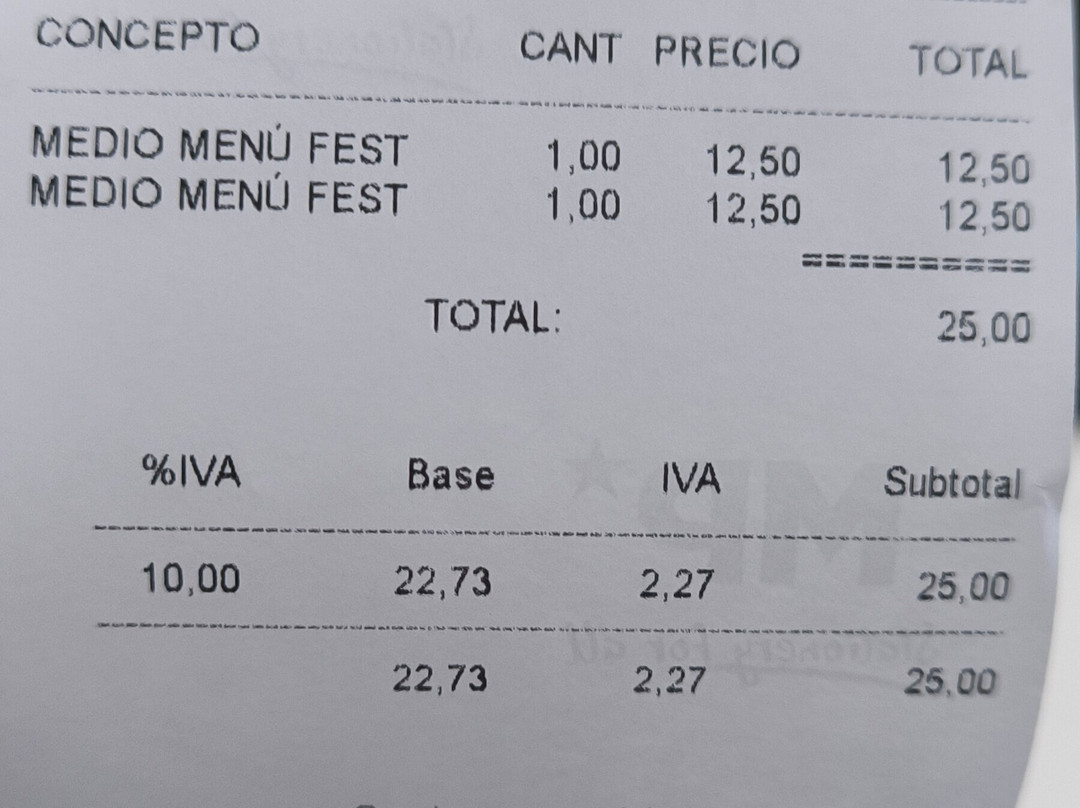 CONCEPTO CANT PRECIO TOTAL
MEDIO MENÚ FEST 1,00 12,50 12,50
MEDIO MENÚ FEST 1,00 12,50 12,50
==========
TOTAL: 25,00
%IVA Base IVA Subtotal
10,00 22,73 2,27 25,00
22,73 2,27 25,00